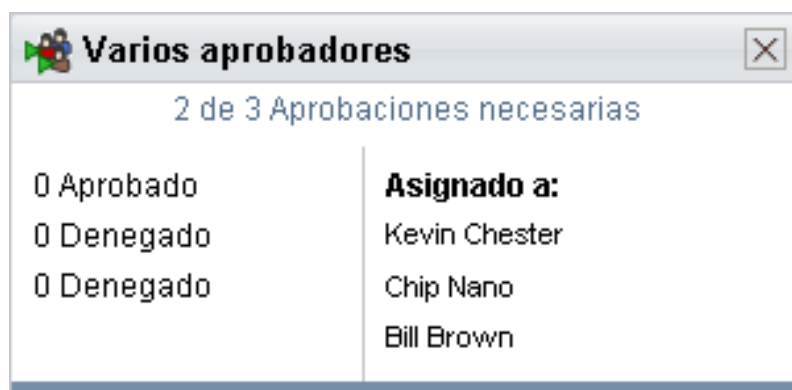 Varios aprobadores
2 de 3 Aprobaciones necesarias
0 Aprobado
0 Denegado
0 Denegado
Asignado a:
Kevin Chester
Chip Nano
Bill Brown